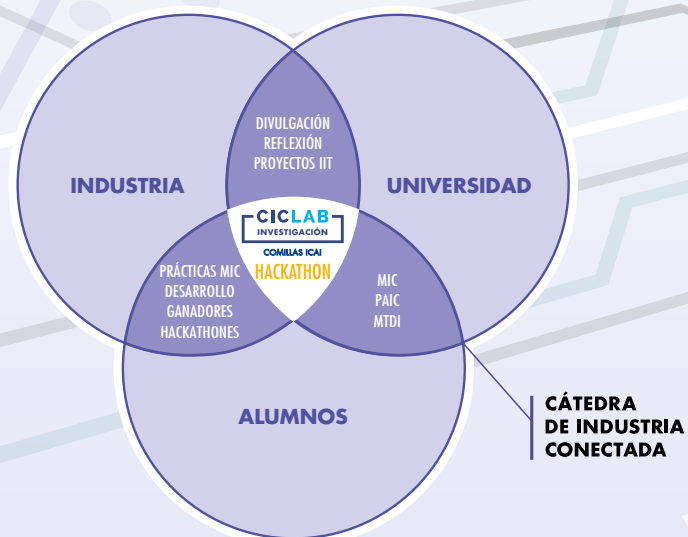 DIVULGACIÓN
REFLEXIÓN
PROYECTOS IIT
INDUSTRIA
UNIVERSIDAD
CICLAB
INVESTIGACIÓN
COMILLAS ICAI
HACKATHON
PRÁCTICAS MIC
DESARROLLO
GANADORES
HACKATHONES
MIC
PAIC
MTDI
ALUMNOS
CÁTEDRA
DE INDUSTRIA
CONECTADA